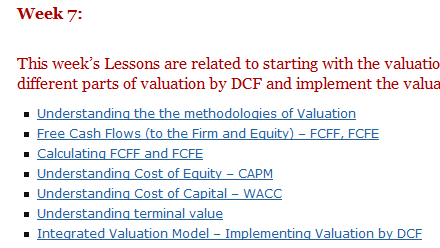 Week 7:
This week's Lessons are related to starting with the valuatio
different parts of valuation by DCF and implement the valua
Understanding the the methodologies of Valuation
Free Cash Flows (to the Firm and Equity) – FCFF, FCFE
Calculating FCFF and FCFE
Understanding Cost of Equity – CAPM
Understanding Cost of Capital – WACC
Understanding terminal value
Integrated Valuation Model – Implementing Valuation by DCF